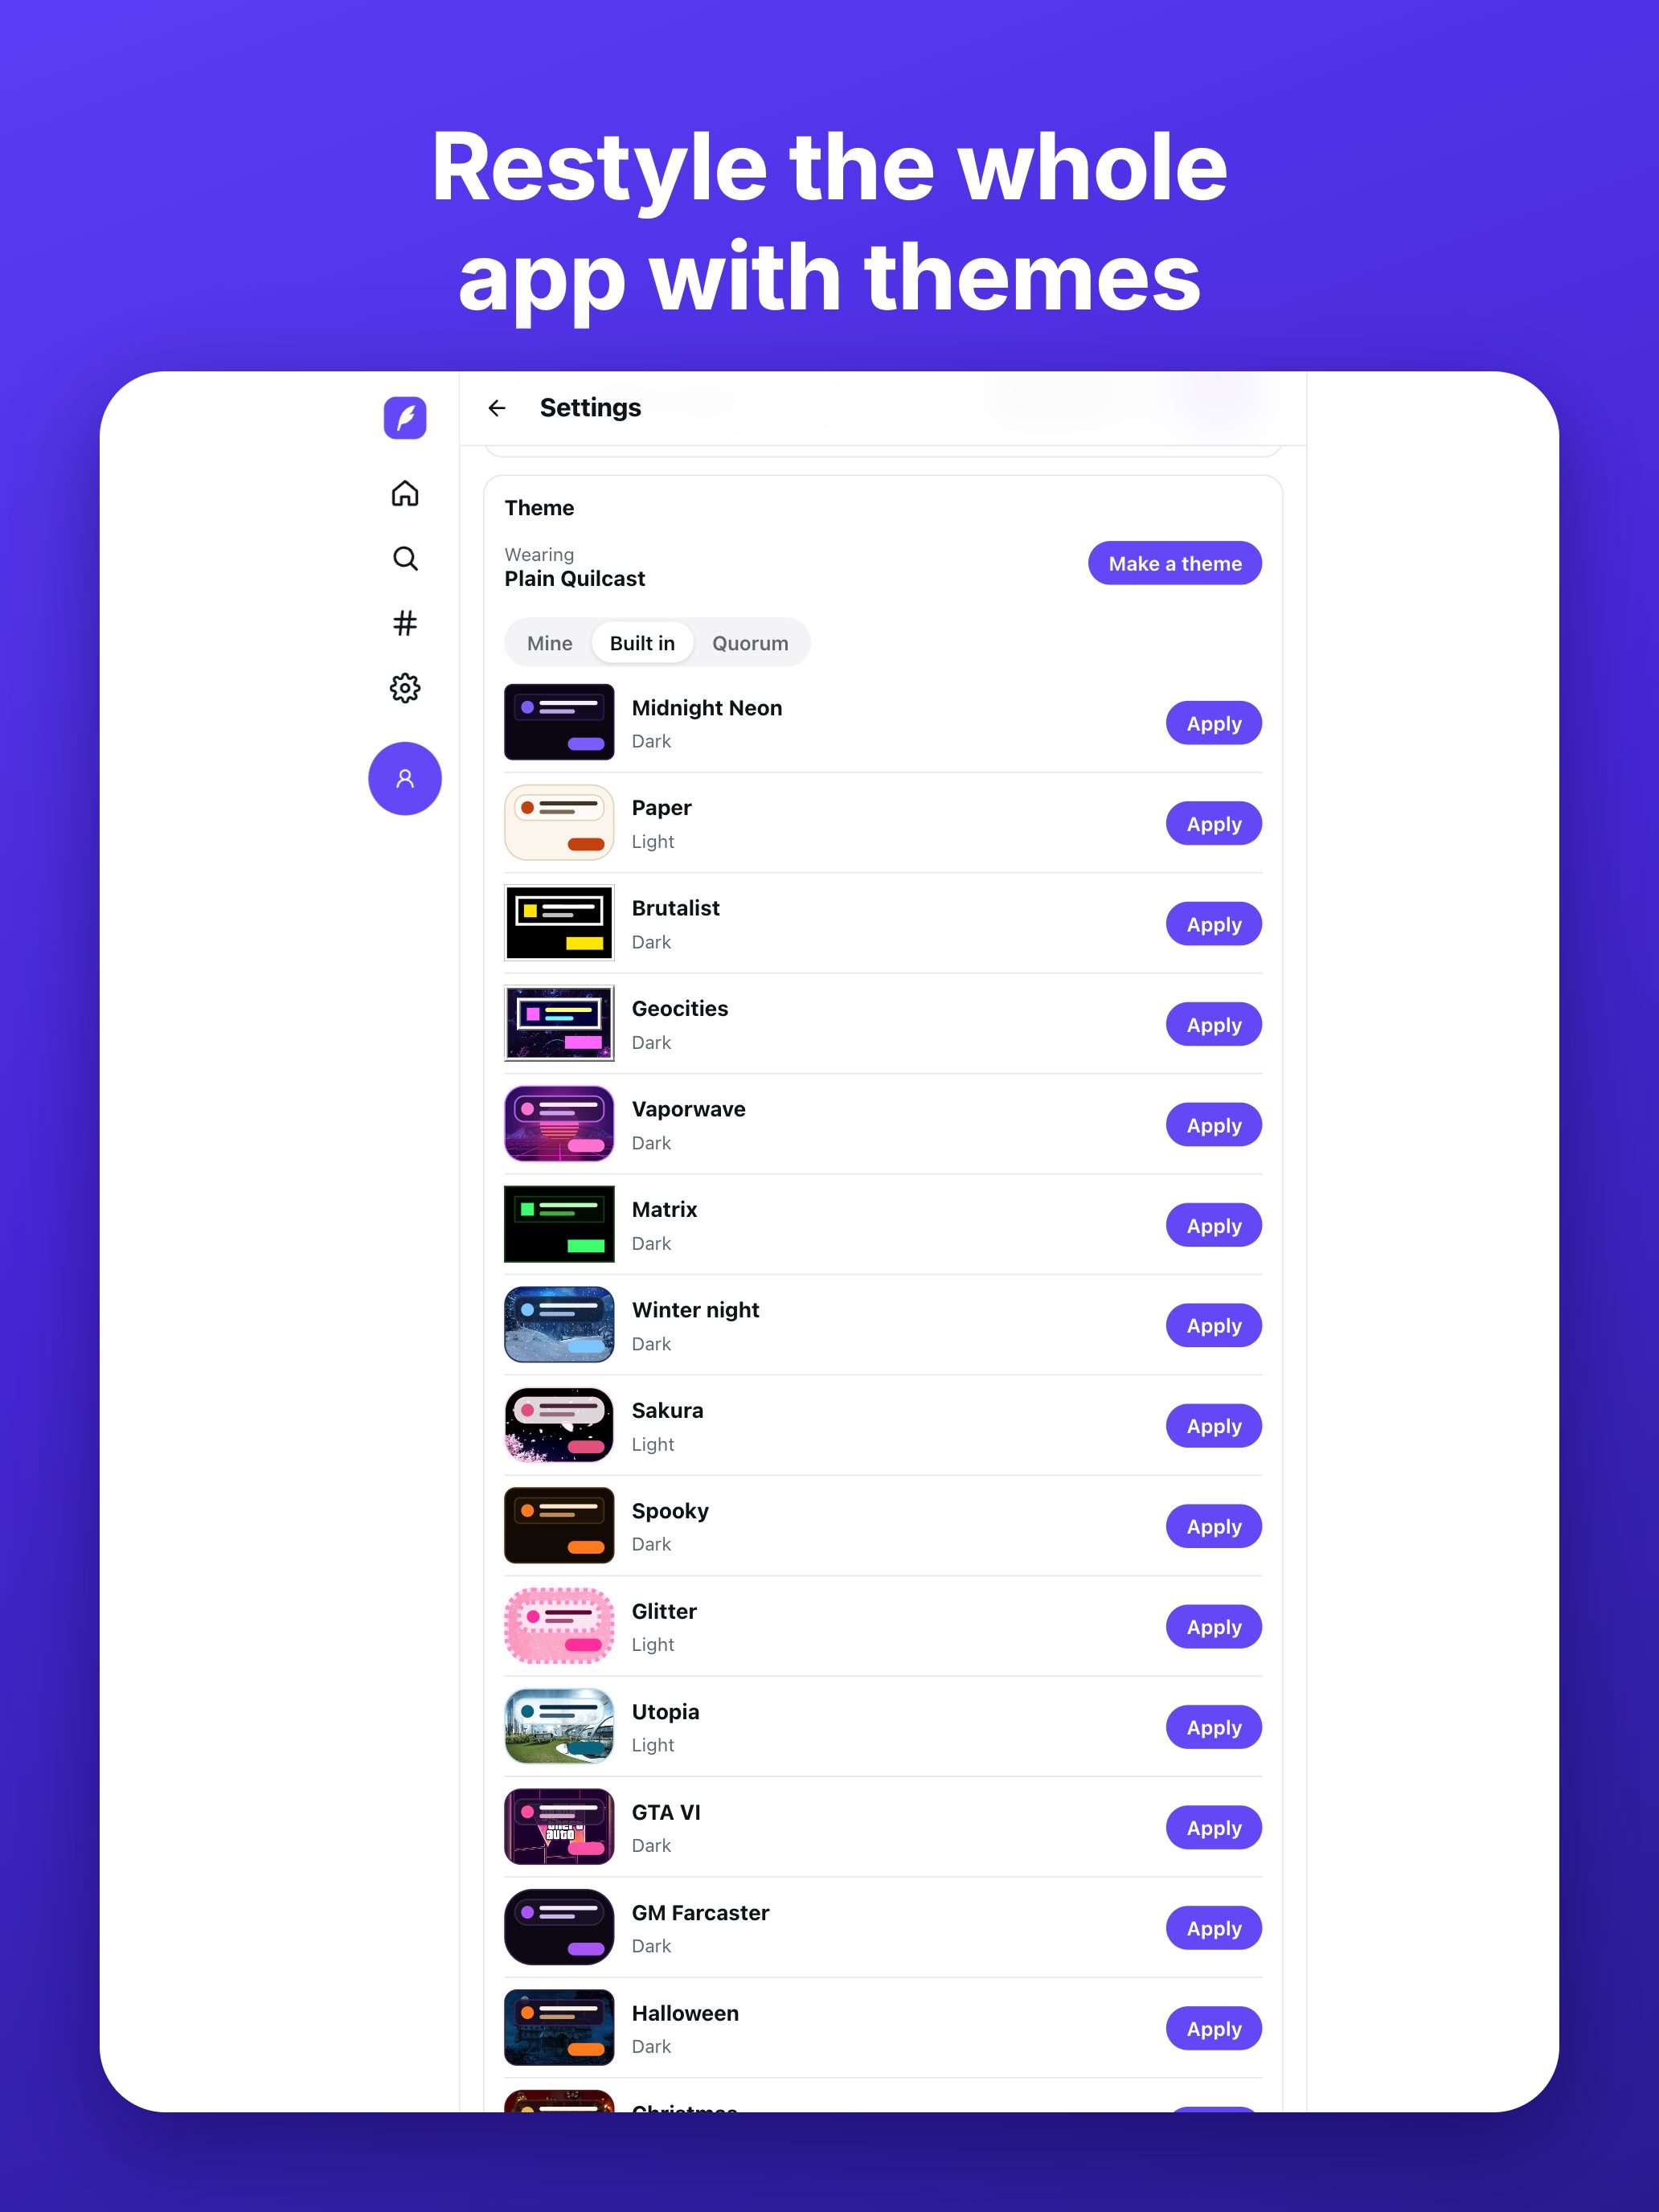 Restyle the whole
app with themes
Settings
Theme
Wearing
Plain Quilcast
Make a theme
Mine
Built in
Quorum
Midnight Neon
Dark
Apply
Paper
Light
Apply
Brutalist
Dark
Apply
Geocities
Dark
Apply
Vaporwave
Dark
Apply
Matrix
Dark
Apply
Winter night
Dark
Apply
Sakura
Light
Apply
Spooky
Dark
Apply
Glitter
Light
Apply
Utopia
Light
Apply
auto
GTA VI
Dark
Apply
GM Farcaster
Dark
Apply
Halloween
Dark
Apply
Christmas